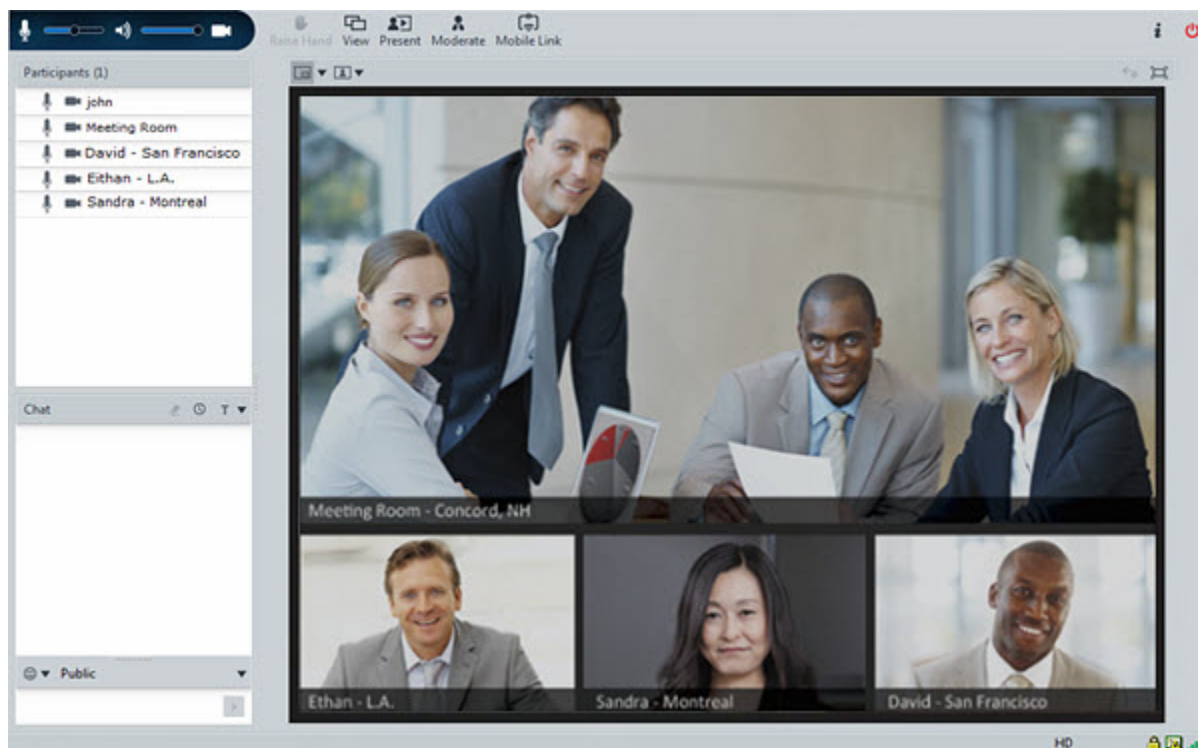 Raise Hand View Present Moderate Mobile Link
i
Participants (1)
john
Meeting Room
David - San Francisco
Eithan - L.A.
Sandra - Montreal
Chat
T
Public
Meeting Room - Concord, NH
Ethan - L.A.
Sandra - Montreal
David - San Francisco
HD